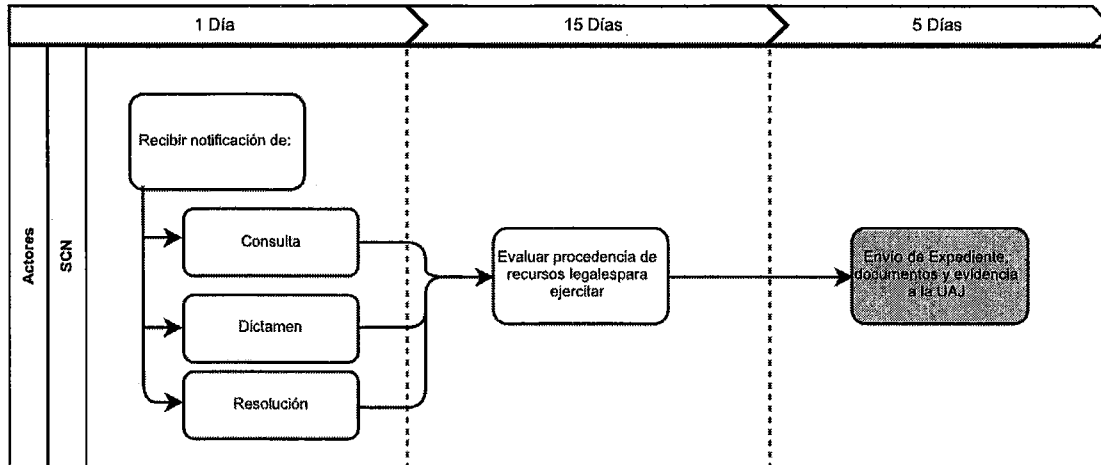 1 Día
15 Días
5 Días
Actores
SCN
Recibir notificación de:
Consulta
Dictamen
Resolución
Evaluar procedencia de
recursos legalespara
ejercitar
Envío de Expediente,
documentos y evidencia
a la UAJ